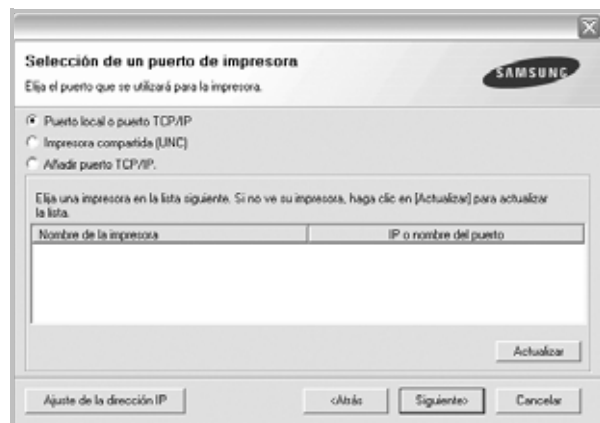 Selección de un puerto de impresora
Elija el puerto que se utilizará para la impresora.
SAMSUNG
Puerto local o puerto TCP/IP
Impresora compartida (UNC)
Añadir puerto TCP/IP.
Elija una impresora en la lista siguiente. Si no ve su impresora, haga clic en [Actualizar] para actualizar
la lista.
Nombre de la impresora IP o nombre del puerto
Actualizar
Ajuste de la dirección IP <Atrás Siguiente> Cancelar